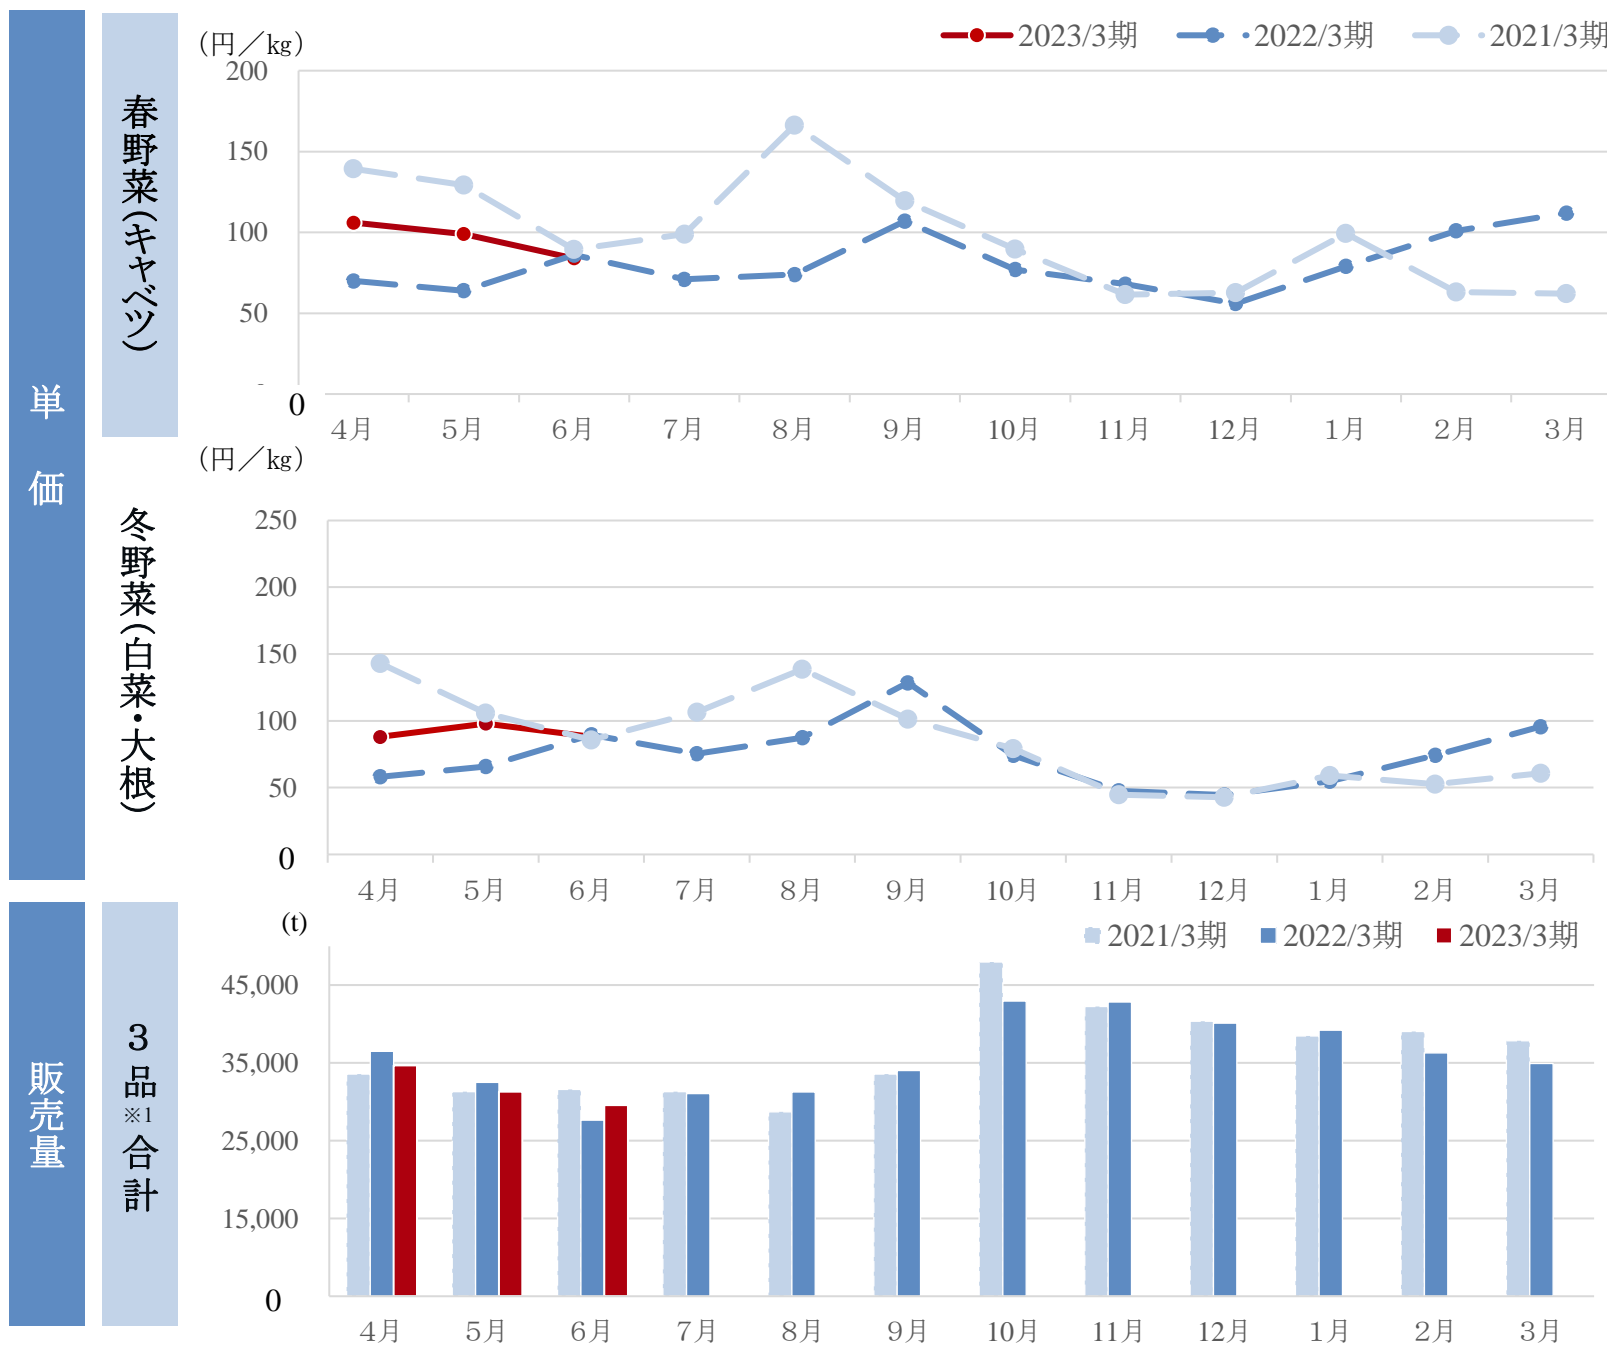 単価
春野菜(キャベツ)
（円／㎏）
2023/3期 2022/3期 2021/3期
200
150
100
50
-
0
4月 5月 6月 7月 8月 9月 10月 11月 12月 1月 2月 3月
冬野菜(白菜・大根)
（円／㎏）
250
200
150
100
50
0
4月 5月 6月 7月 8月 9月 10月 11月 12月 1月 2月 3月
販売量
3品※1合計
(t)
2021/3期 2022/3期 2023/3期
45,000
35,000
25,000
15,000
0
4月 5月 6月 7月 8月 9月 10月 11月 12月 1月 2月 3月